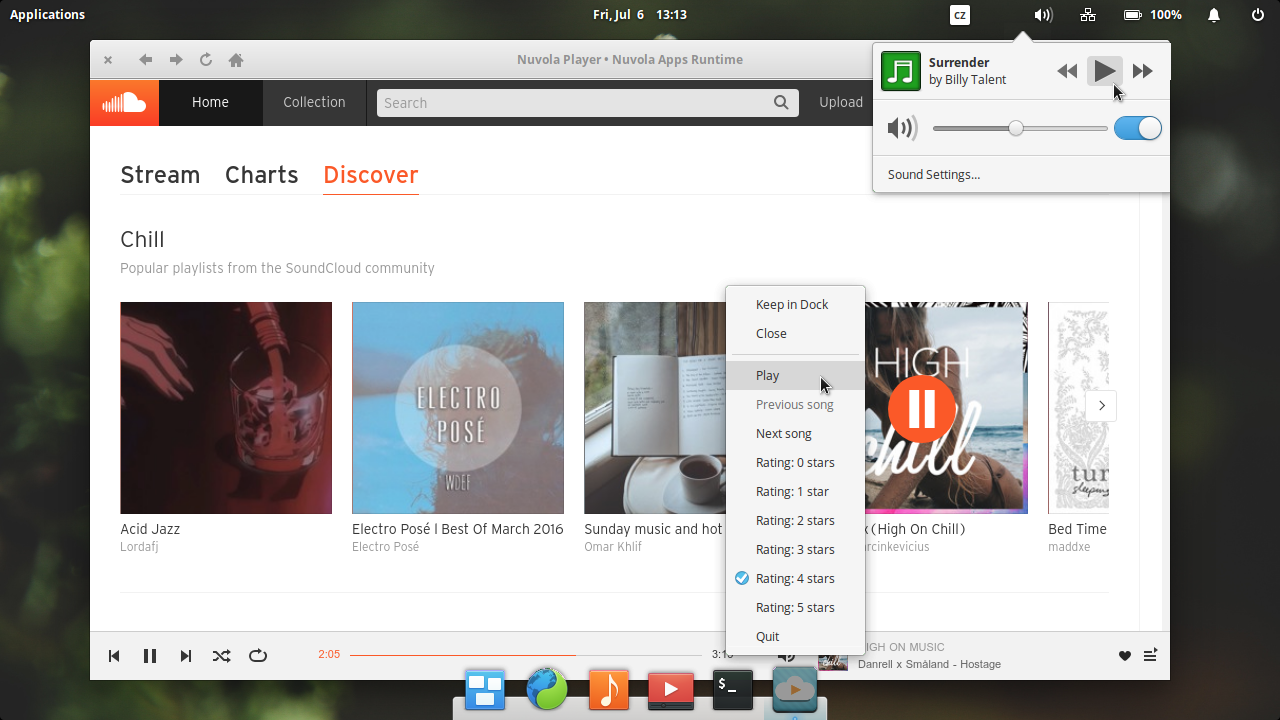 Applications
Fri, Jul 6 13:13
cz
100%
Nuvola Player • Nuvola Apps Runtime
Surrender
by Billy Talent
Sound Settings...
Home
Collection
Search
Upload
Stream
Charts
Discover
Chill
Popular playlists from the SoundCloud community
ELECTRO
POSÉ
WDEF
HIGH
chill
tur
sleeping
Acid Jazz
Lordafj
Electro Posé | Best Of March 2016
Electro Posé
Sunday music and hot
Omar Khlif
(High On Chill)
rcinkevicius
Bed Time
maddxe
Keep in Dock
Close
Play
Previous song
Next song
Rating: 0 stars
Rating: 1 star
Rating: 2 stars
Rating: 3 stars
Rating: 4 stars
Rating: 5 stars
Quit
2:05
HIGH ON MUSIC
Danrell x Småland - Hostage
$